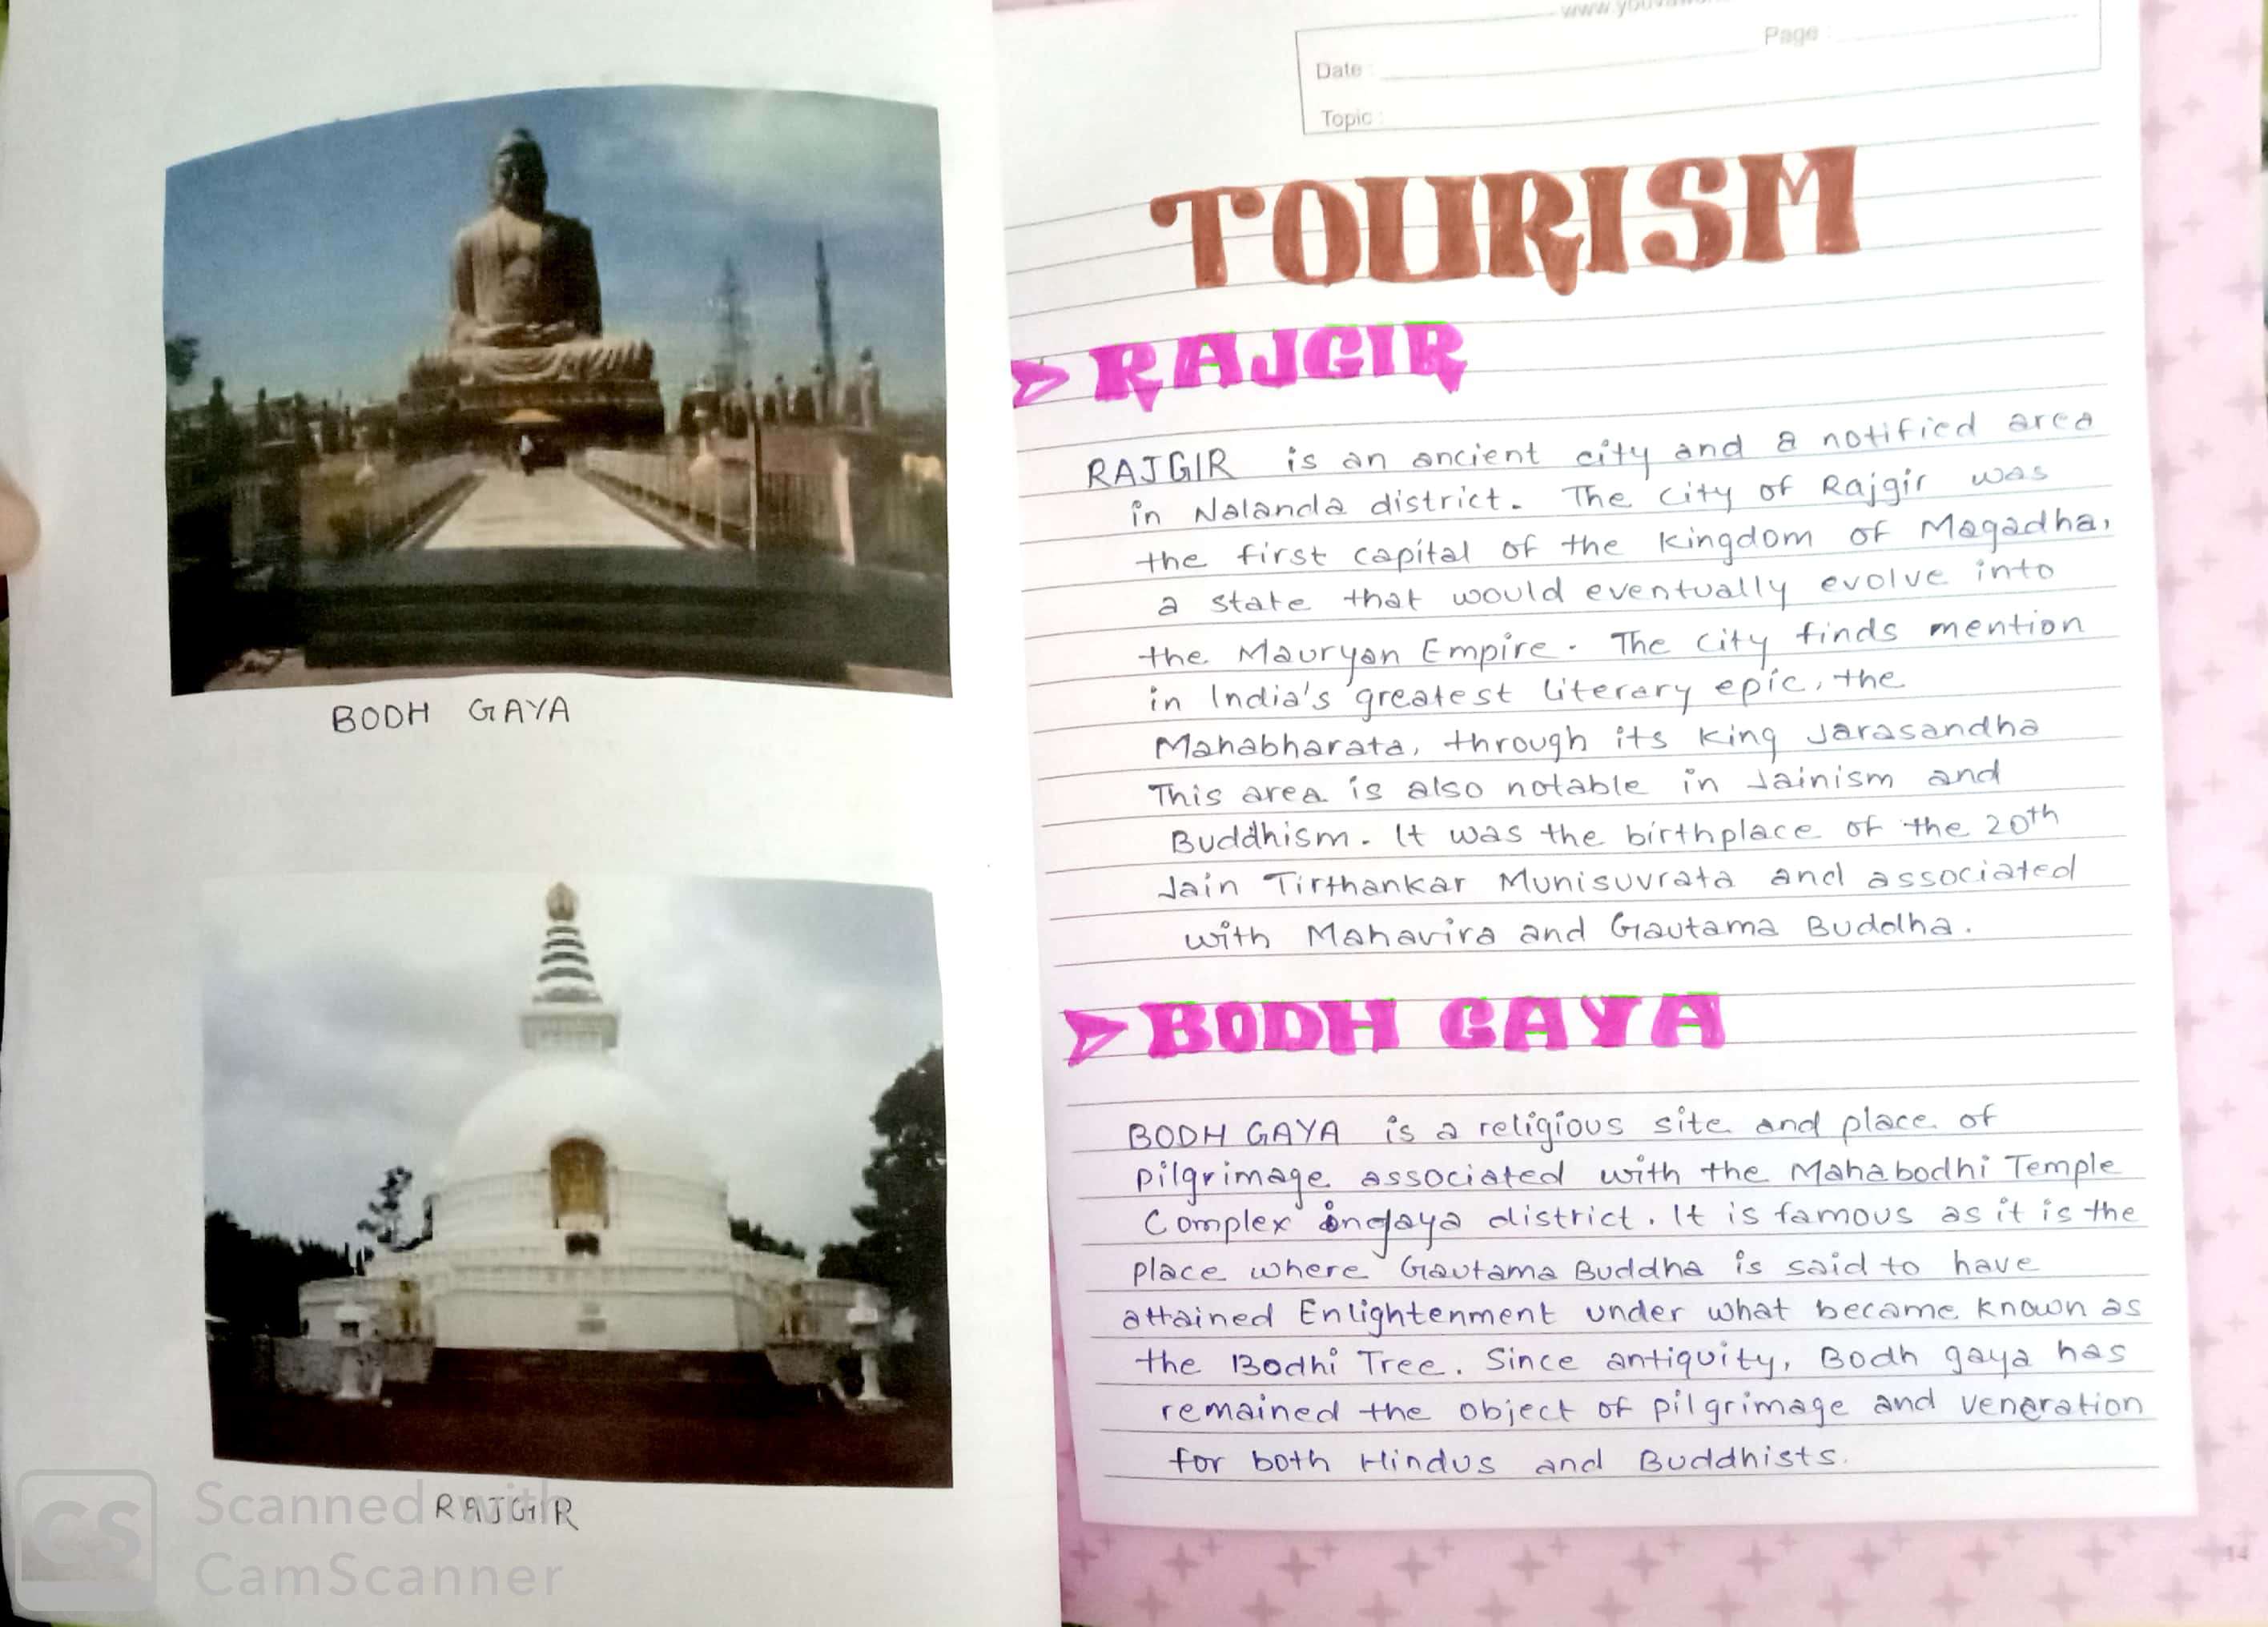 BODH GAYA
RAJGIR
Scanned with
CamScanner
CS
Page :
Date :
Topic :
TOURISM
RAJGIR
RAJGIR is an ancient city and a notified area
in Nalanda district. The city of Rajgir was
the first capital of the kingdom of Magadha,
a state that would eventually evolve into
the Mauryan Empire. The city finds mention
in India's greatest literary epic, the
Mahabharata, through its king Jarasandha
This area is also notable in Jainism and
Buddhism. It was the birthplace of the 20th
Jain Tirthankar Munisuvrata and associated
with Mahavira and Gautama Buddha.
BODH GAYA
BODH GAYA is a religious site and place of
pilgrimage associated with the Mahabodhi Temple
Complex in gaya district. It is famous as it is the
place where Gautama Buddha is said to have
attained Enlightenment under what became known as
the Bodhi Tree. Since antiquity, Bodh gaya has
remained the object of pilgrimage and veneration
for both Hindus and Buddhists.
14